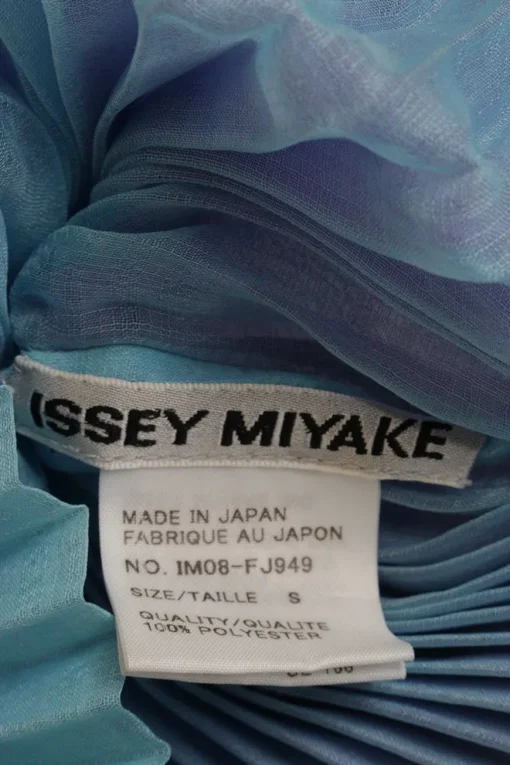 ISSEY MIYAKE
MADE IN JAPAN
FABRIQUE AU JAPON
NO. IM08-FJ949
SIZE/TAILLE S
QUALITY/QUALITE
100% POLYESTER